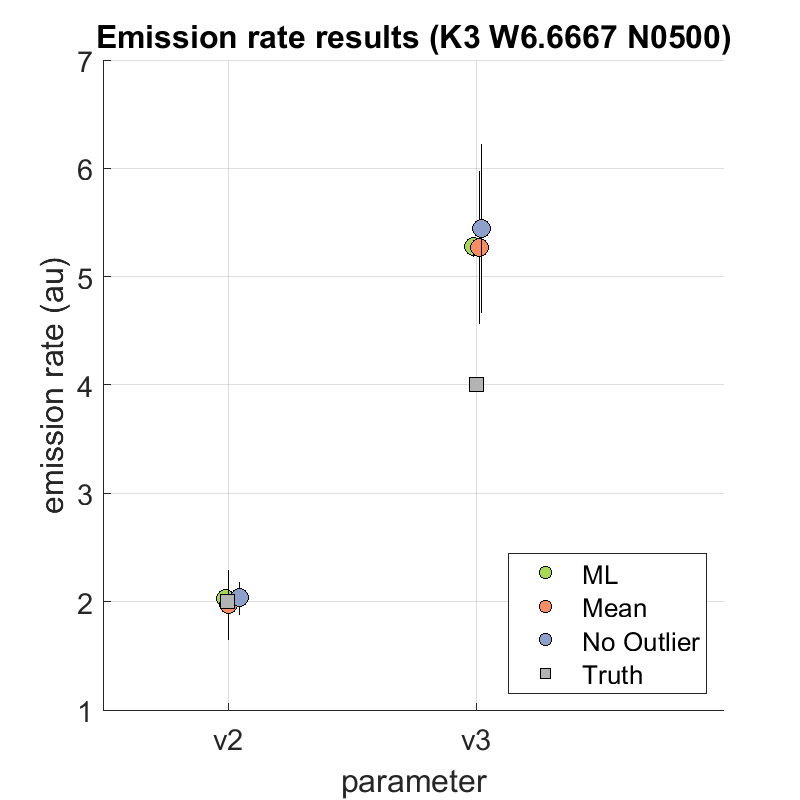 Emission rate results (K3 W6.6667 N0500)
7
6
5
4
3
2
1
emission rate (au)
v2
v3
parameter
ML
Mean
No Outlier
Truth